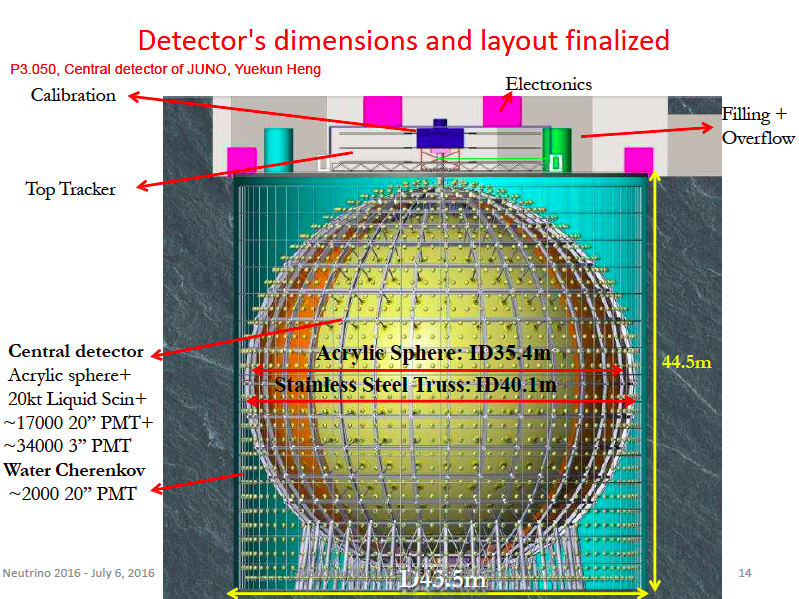 Detector's dimensions and layout finalized
P3.050, Central detector of JUNO, Yuekun Heng
Electronics
Calibration
Filling +
Overflow
Top Tracker
Central detector
Acrylic sphere+
20kt Liquid Scin+
~17000 20” PMT+
~34000 3” PMT
Water Cherenkov
~2000 20” PMT
Acrylic Sphere: ID35.4m
Stainless Steel Truss: ID40.1m
44.5m
D43.5m
Neutrino 2016 - July 6, 2016
14